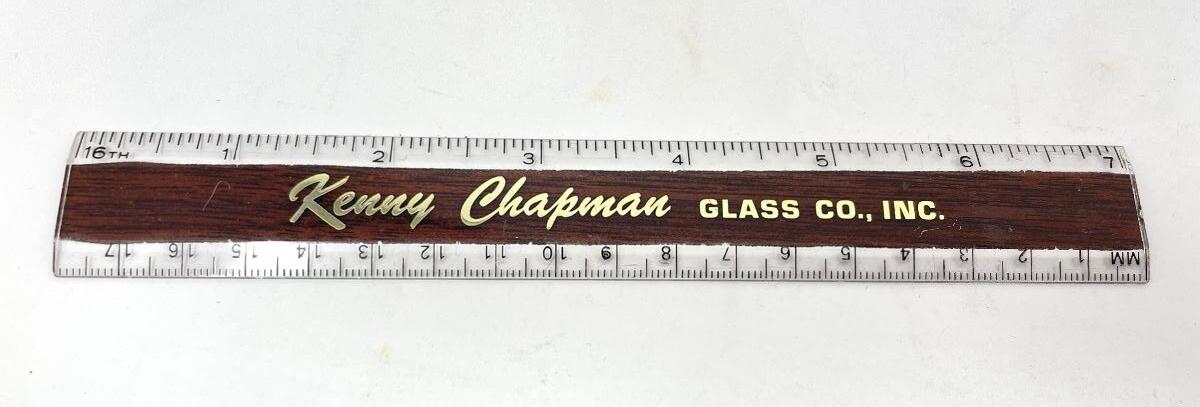 16TH 1 2 3 4 5 6 7
Kenny Chapman GLASS CO., INC.
MM 1 2 3 4 5 6 7 8 9 10 11 12 13 14 15 16 17